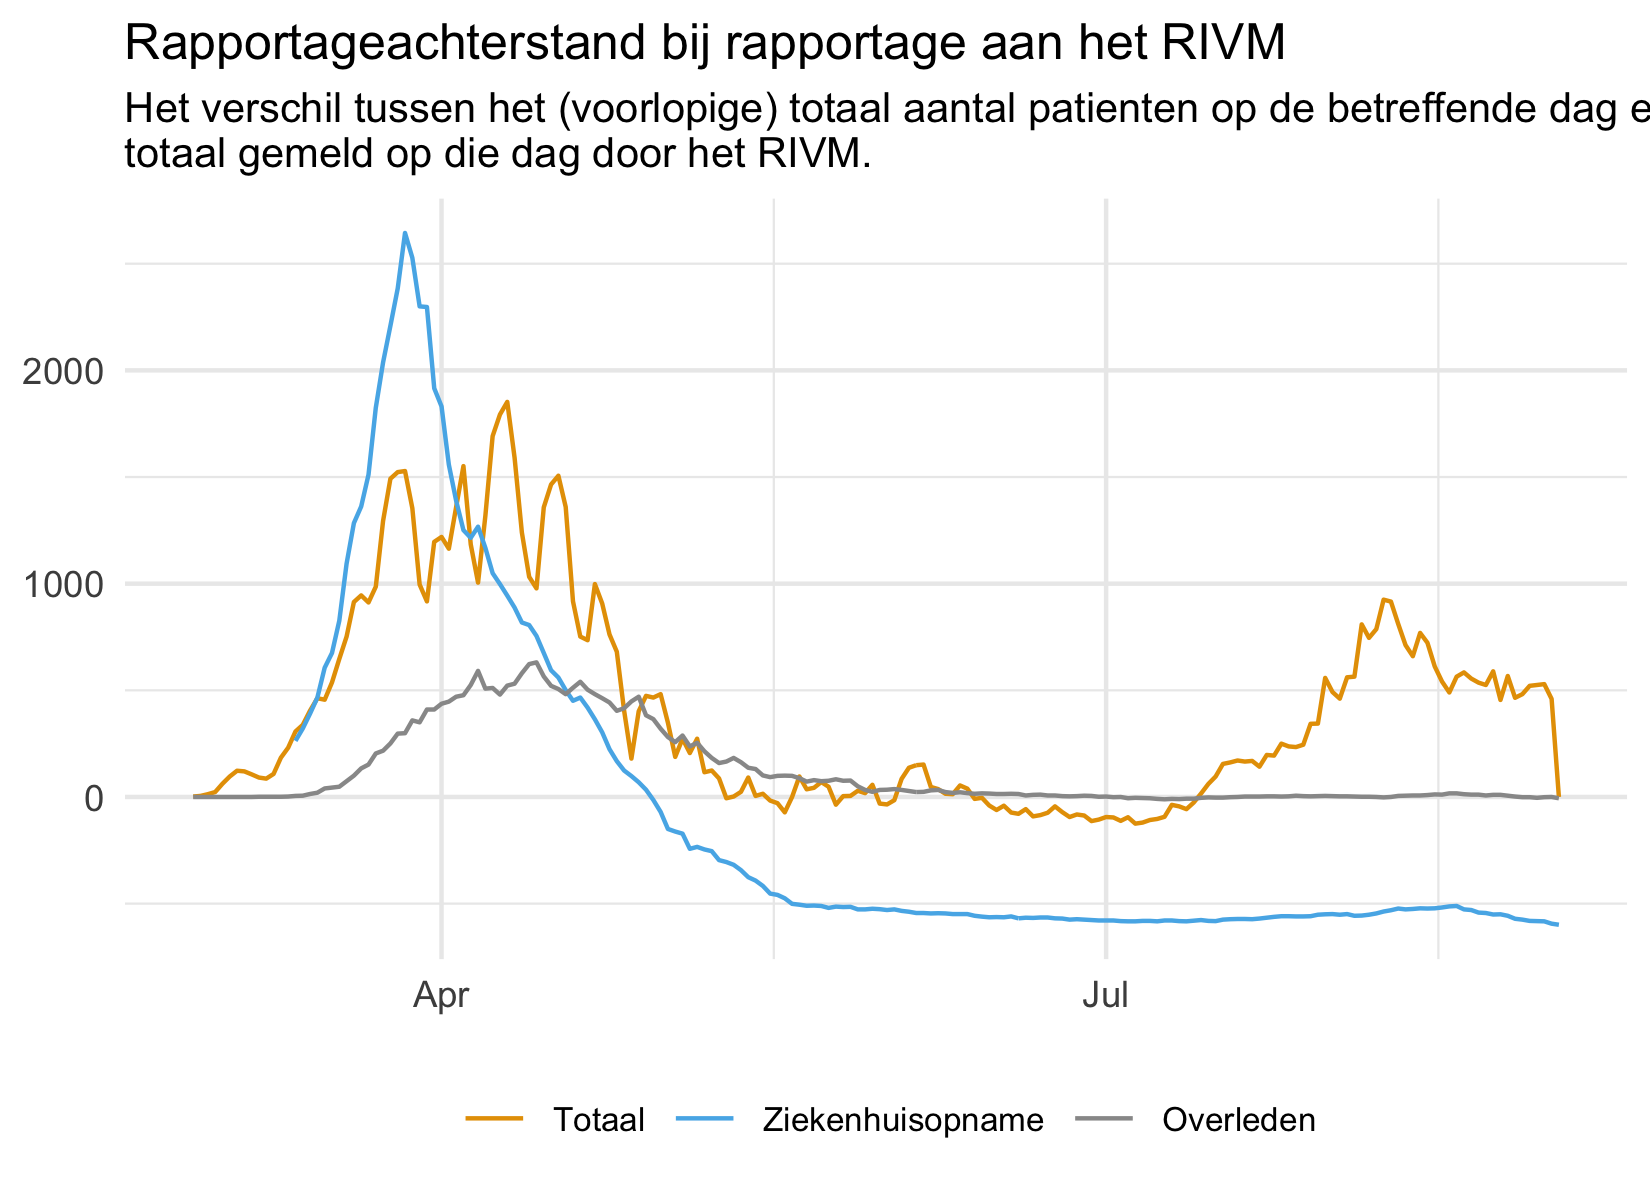 Rapportageachterstand bij rapportage aan het RIVM
Het verschil tussen het (voorlopige) totaal aantal patienten op de betreffende dag e
totaal gemeld op die dag door het RIVM.
2000
1000
0
Apr
Jul
Totaal
Ziekenhuisopname
Overleden